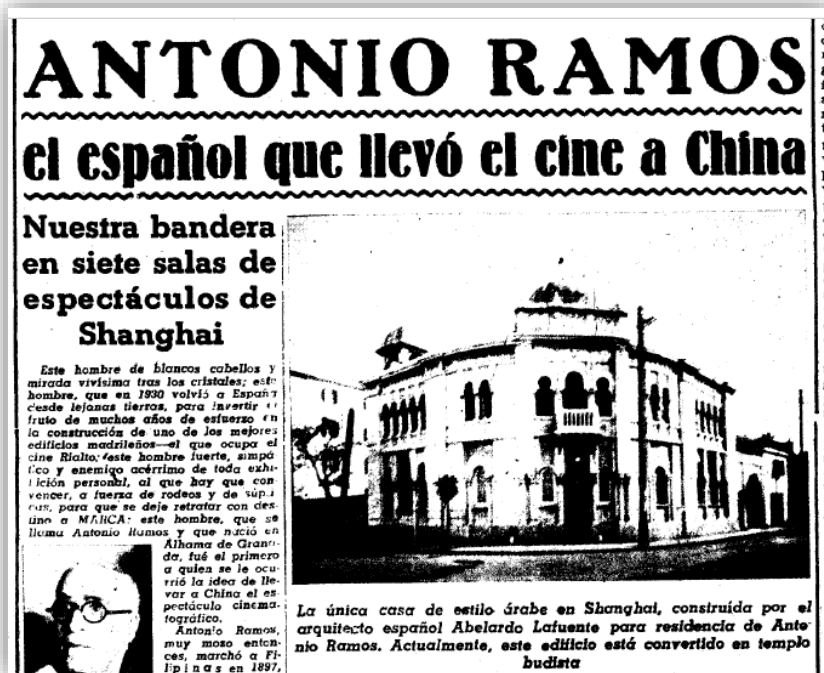 ANTONIO RAMOS
el español que llevó el cine a China
Nuestra bandera
en siete salas de
espectáculos de
Shanghai
Este hombre de blancos cabellos y
mirada vivísima tras los cristales; este
hombre, que en 1930 volvió a España
desde lejanas tierras, para invertir el
fruto de muchos años de esfuerzo en
la construcción de uno de los mejores
edificios madrileños—el que ocupa el
cine Rialto; este hombre fuerte, simpá
tico y enemigo acérrimo de toda exhi-
bición personal, al que hay que con
vencer, a fuerza de rodeos y de súpli
cas, para que se deje retratar con des
tino a MARCA; este hombre, que se
llama Antonio Ramos y que nació en
Alhama de Grana-
da, fué el primero
a quien se le ocu-
rrió la idea de lle-
var a China el es-
pectáculo cinema-
tográfico.
Antonio Ramos,
muy mozo enton-
ces, marchó a Fi-
lipinas en 1897,
La única casa de estilo árabe en Shanghai, construída por el
arquitecto español Abelardo Lafuente para residencia de Anto
nio Ramos. Actualmente, este edificio está convertido en templo
budista